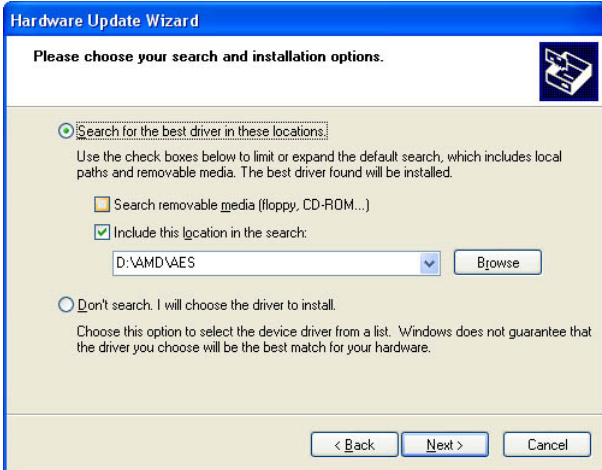 Hardware Update Wizard
Please choose your search and installation options.
Search for the best driver in these locations.
Use the check boxes below to limit or expand the default search, which includes local
paths and removable media. The best driver found will be installed.
Search removable media (floppy, CD-ROM...)
Include this location in the search:
D:\AMD\AES
Browse
Don't search. I will choose the driver to install.
Choose this option to select the device driver from a list. Windows does not guarantee that
the driver you choose will be the best match for your hardware.
< Back
Next >
Cancel